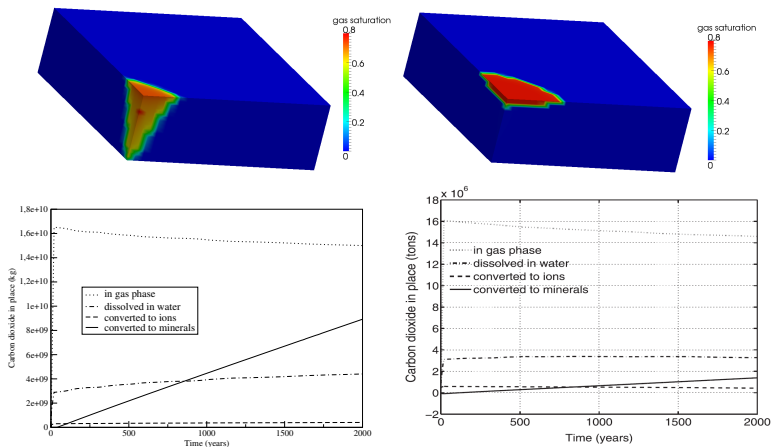 gas saturation
0.8
0.6
0.4
0.2
0
gas saturation
0.8
0.6
0.4
0.2
0
1,8e+10
1,6e+10
1,4e+10
1,2e+10
1e+10
8e+09
6e+09
4e+09
2e+09
0
Carbon dioxide in place (kg)
in gas phase
dissolved in water
converted to ions
converted to minerals
0
500
1000
1500
2000
Time (years)
× 10⁶
18
16
14
12
10
8
6
4
2
0
−2
Carbon dioxide in place (tons)
in gas phase
dissolved in water
converted to ions
converted to minerals
0
500
1000
1500
2000
Time (years)